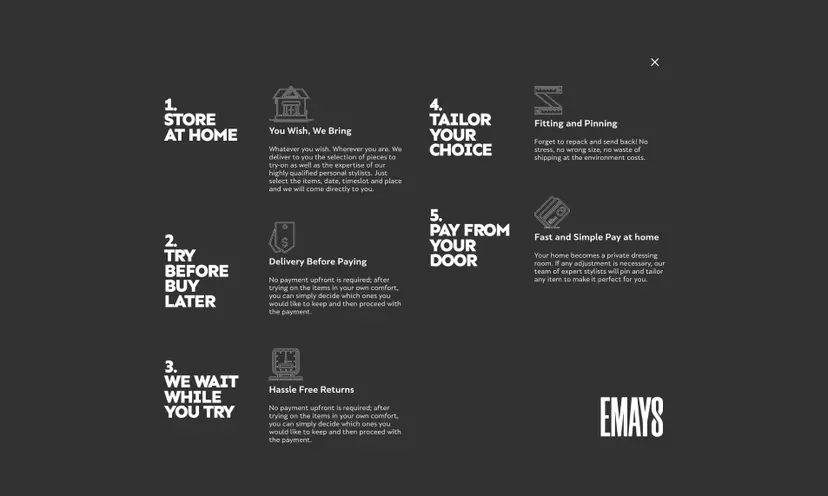 1.
STORE
AT HOME
You Wish, We Bring
Whatever you wish. Wherever you are. We
deliver to you the selection of pieces to
try-on as well as the expertise of our
highly qualified personal stylists. Just
select the items, date, timeslot and place
and we will come directly to you.
2.
TRY
BEFORE
BUY
LATER
$
Delivery Before Paying
No payment upfront is required; after
trying on the items in your own comfort,
you can simply decide which ones you
would like to keep and then proceed with
the payment.
3.
WE WAIT
WHILE
YOU TRY
Hassle Free Returns
No payment upfront is required; after
trying on the items in your own comfort,
you can simply decide which ones you
would like to keep and then proceed with
the payment.
4.
TAILOR
YOUR
CHOICE
Fitting and Pinning
Forget to repack and send back! No
stress, no wrong size, no waste of
shipping at the environment costs.
5.
PAY FROM
YOUR
DOOR
Fast and Simple Pay at home
Your home becomes a private dressing
room. If any adjustment is necessary, our
team of expert stylists will pin and tailor
any item to make it perfect for you.
EMAYS